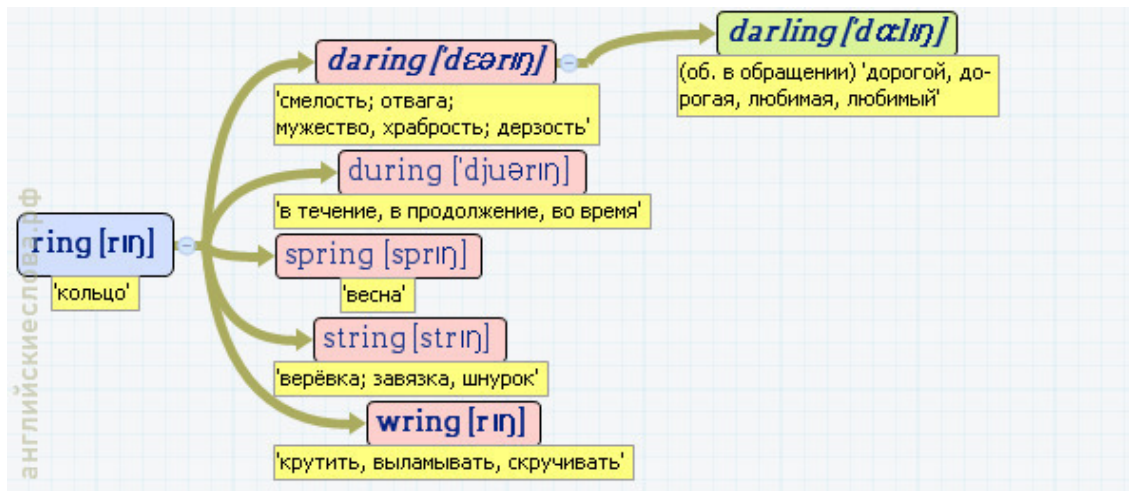 darling ['dɑlɪŋ]
daring ['dɛərɪŋ]
(об. в обращении) 'дорогой, до-
рогая, любимая, любимый'
'смелость; отвага;
мужество, храбрость; дерзость'
during ['djuərɪŋ]
'в течение, в продолжение, во время'
ring [rɪŋ]
'кольцо'
spring [sprɪŋ]
'весна'
string [strɪŋ]
'верёвка; завязка, шнурок'
wring [rɪŋ]
'крутить, выламывать, скручивать'
английскиеслова.рф